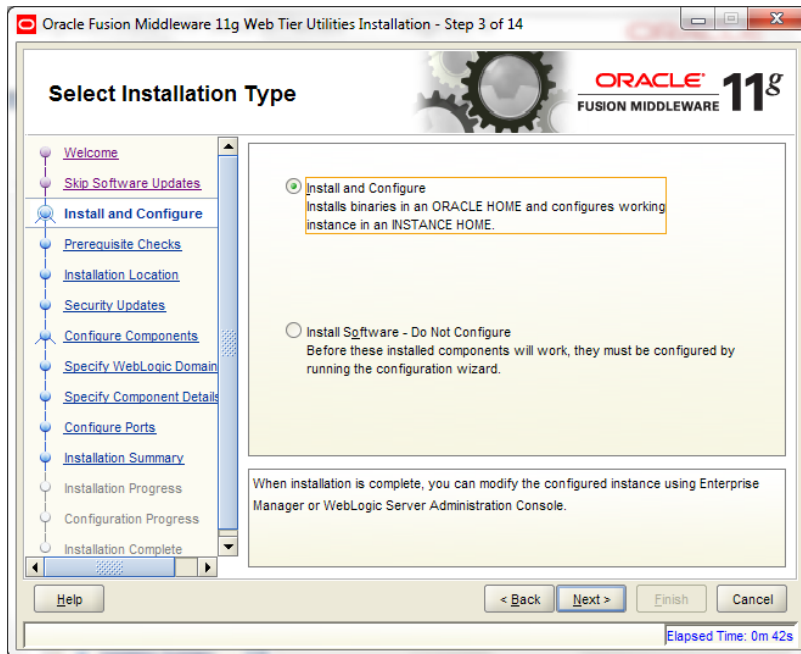 Oracle Fusion Middleware 11g Web Tier Utilities Installation - Step 3 of 14
Select Installation Type
ORACLE
FUSION MIDDLEWARE
11g
Welcome
Skip Software Updates
Install and Configure
Prerequisite Checks
Installation Location
Security Updates
Configure Components
Specify WebLogic Domain
Specify Component Details
Configure Ports
Installation Summary
Installation Progress
Configuration Progress
Installation Complete
Install and Configure
Installs binaries in an ORACLE HOME and configures working
instance in an INSTANCE HOME.
Install Software - Do Not Configure
Before these installed components will work, they must be configured by
running the configuration wizard.
When installation is complete, you can modify the configured instance using Enterprise
Manager or WebLogic Server Administration Console.
Help
< Back
Next >
Finish
Cancel
Elapsed Time: 0m 42s